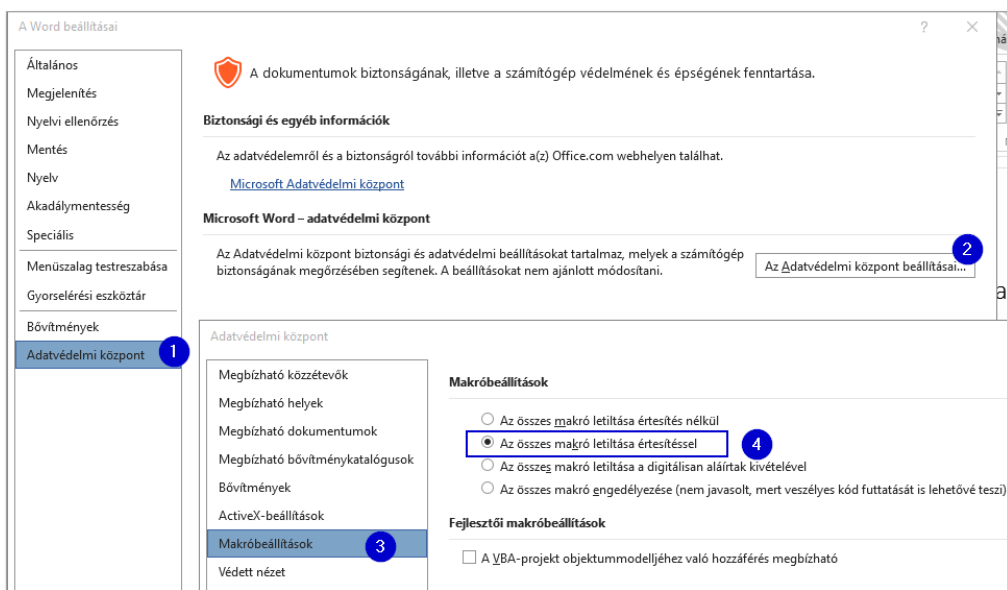 A Word beállításai
?
Általános
Megjelenítés
Nyelvi ellenőrzés
Mentés
Nyelv
Akadálymentesség
Speciális
Menüszalag testreszabása
Gyorselérési eszköztár
Bővítmények
Adatvédelmi központ
1
A dokumentumok biztonságának, illetve a számítógép védelmének és épségének fenntartása.
Biztonsági és egyéb információk
Az adatvédelemről és a biztonságról további információt a(z) Office.com webhelyen találhat.
Microsoft Adatvédelmi központ
Microsoft Word – adatvédelmi központ
Az Adatvédelmi központ biztonsági és adatvédelmi beállításokat tartalmaz, melyek a számítógép
biztonságának megőrzésében segítenek. A beállításokat nem ajánlott módosítani.
2
Az Adatvédelmi központ beállításai...
Adatvédelmi központ
Megbízható közzétevők
Megbízható helyek
Megbízható dokumentumok
Megbízható bővítménykatalógusok
Bővítmények
ActiveX-beállítások
Makróbeállítások
3
Védett nézet
Makróbeállítások
Az összes makró letiltása értesítés nélkül
Az összes makró letiltása értesítéssel
4
Az összes makró letiltása a digitálisan aláírtak kivételével
Az összes makró engedélyezése (nem javasolt, mert veszélyes kód futtatását is lehetővé teszi)
Fejlesztői makróbeállítások
A VBA-projekt objektummodelljéhez való hozzáférés megbízható